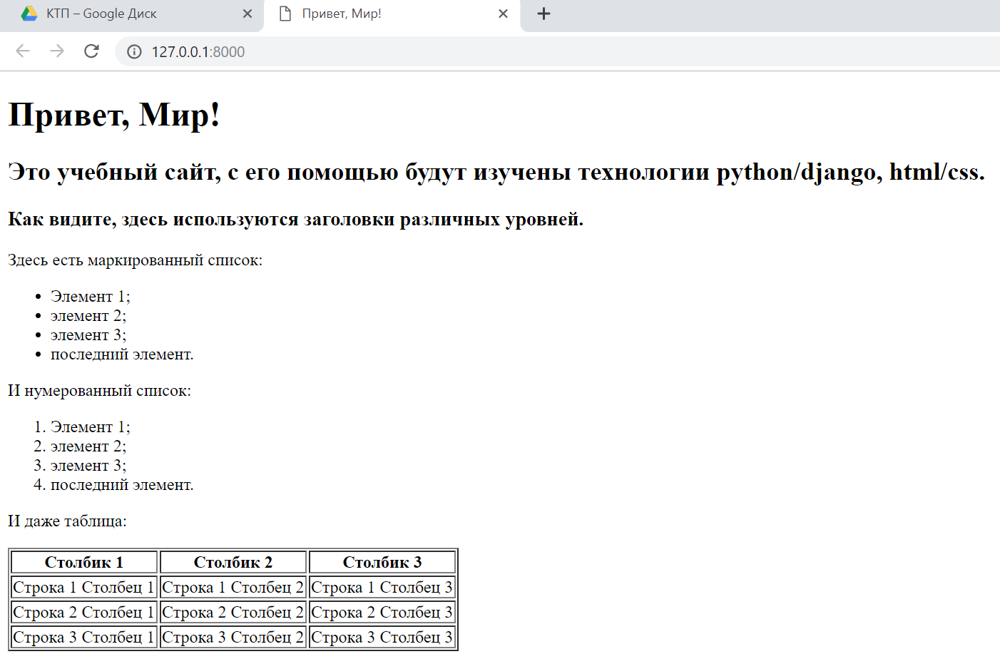 КТП – Google Диск
Привет, Мир!
127.0.0.1:8000
Привет, Мир!
Это учебный сайт, с его помощью будут изучены технологии python/django, html/css.
Как видите, здесь используются заголовки различных уровней.
Здесь есть маркированный список:
• Элемент 1;
• элемент 2;
• элемент 3;
• последний элемент.
И нумерованный список:
1. Элемент 1;
2. элемент 2;
3. элемент 3;
4. последний элемент.
И даже таблица:
Столбик 1 Столбик 2 Столбик 3
Строка 1 Столбец 1 Строка 1 Столбец 2 Строка 1 Столбец 3
Строка 2 Столбец 1 Строка 2 Столбец 2 Строка 2 Столбец 3
Строка 3 Столбец 1 Строка 3 Столбец 2 Строка 3 Столбец 3